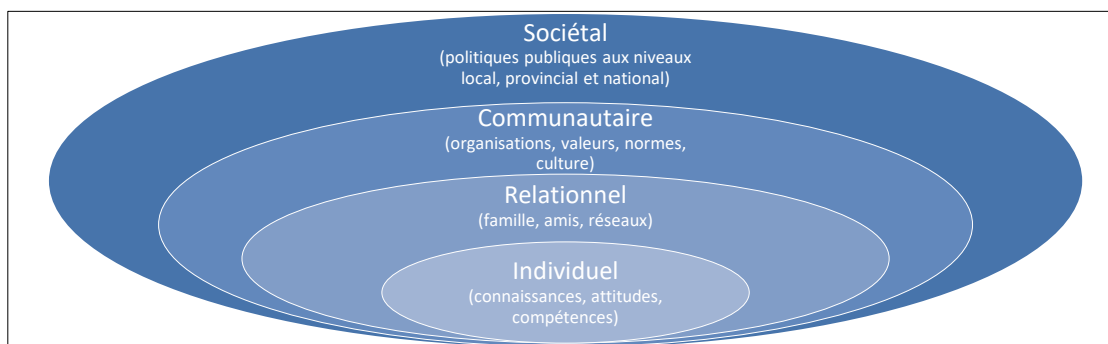 Sociétal
(politiques publiques aux niveaux
local, provincial et national)
Communautaire
(organisations, valeurs, normes,
culture)
Relationnel
(famille, amis, réseaux)
Individuel
(connaissances, attitudes,
compétences)